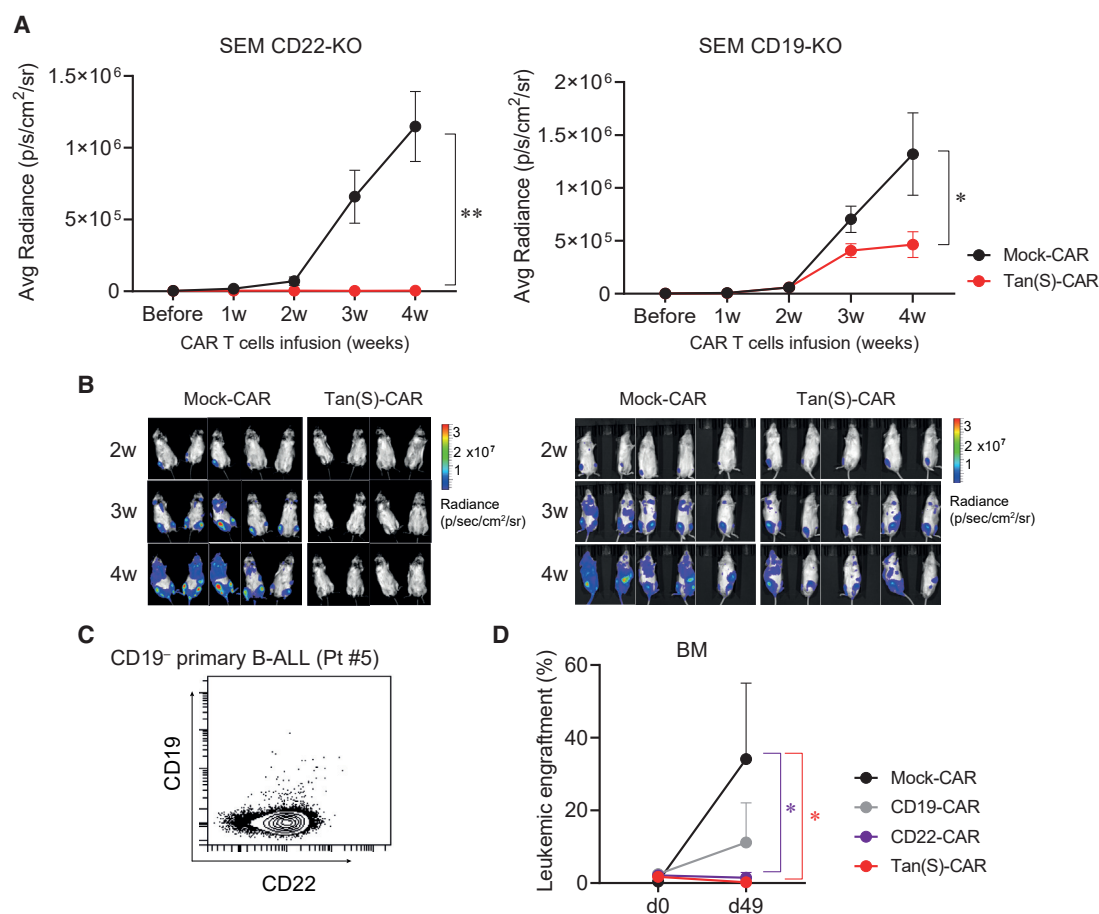 A
SEM CD22-KO
Avg Radiance (p/s/cm²/sr)
1.5×10⁶
1×10⁶
5×10⁵
0
**
Before 1w 2w 3w 4w
CAR T cells infusion (weeks)
SEM CD19-KO
Avg Radiance (p/s/cm²/sr)
2×10⁶
1.5×10⁶
1×10⁶
5×10⁵
0
*
Before 1w 2w 3w 4w
CAR T cells infusion (weeks)
Mock-CAR
Tan(S)-CAR
B
Mock-CAR Tan(S)-CAR
2w
3w
4w
3
2 x10⁷
1
Radiance
(p/sec/cm²/sr)
Mock-CAR Tan(S)-CAR
2w
3w
4w
3
2 x10⁷
1
Radiance
(p/sec/cm²/sr)
C
CD19⁻ primary B-ALL (Pt #5)
CD19
CD22
D
BM
Leukemic engraftment (%)
60
40
20
0
* *
d0 d49
Mock-CAR
CD19-CAR
CD22-CAR
Tan(S)-CAR